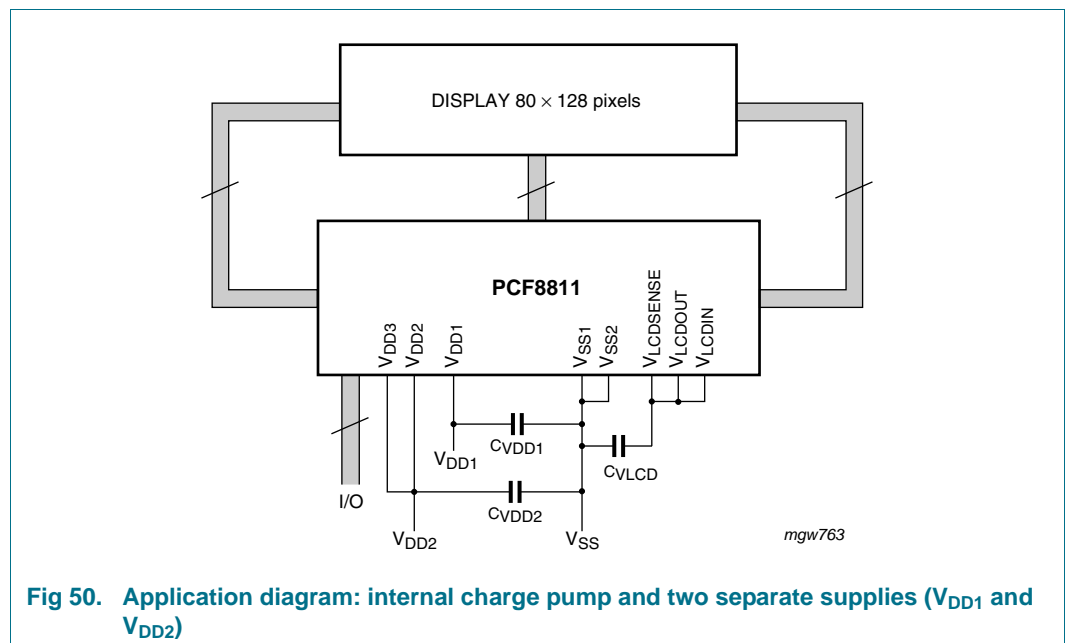 DISPLAY 80 × 128 pixels
PCF8811
VDD3
VDD2
VDD1
VSS1
VSS2
VLCDSENSE
VLCDOUT
VLCDIN
CVDD1
VDD1
CVLCD
I/O
CVDD2
VDD2
VSS
mgw763
Fig 50. Application diagram: internal charge pump and two separate supplies (VDD1 and
VDD2)